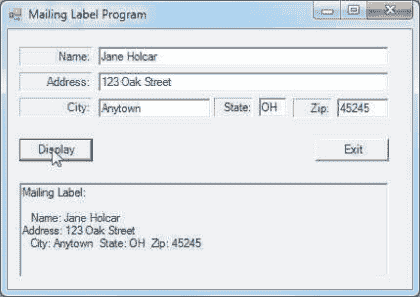 Mailing Label Program
Name: Jane Holcar
Address: 123 Oak Street
City: Anytown State: OH Zip: 45245
Display Exit
Mailing Label:
Name: Jane Holcar
Address: 123 Oak Street
City: Anytown State: OH Zip: 45245